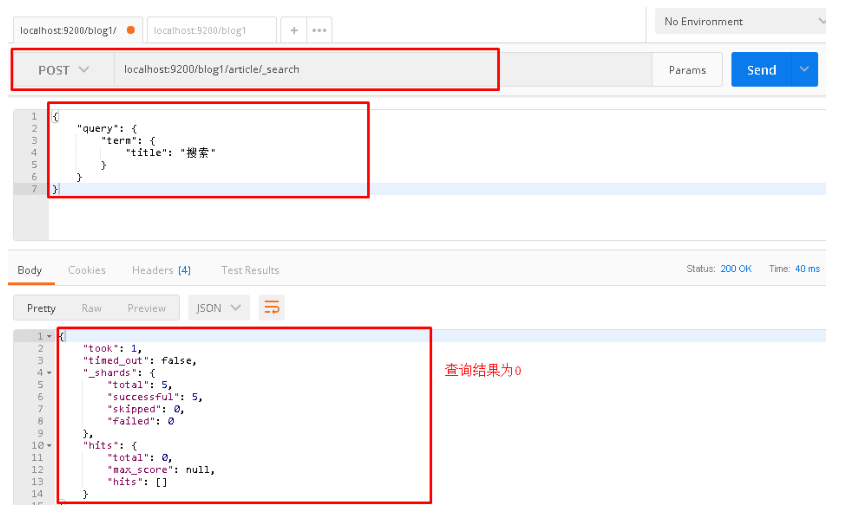 localhost:9200/blog1/
localhost:9200/blog1
+
•••
No Environment
POST
localhost:9200/blog1/article/_search
Params
Send
1 {
2 "query": {
3 "term": {
4 "title": "搜索"
5 }
6 }
7 }
Body
Cookies
Headers (4)
Test Results
Status: 200 OK
Time: 40 ms
Pretty
Raw
Preview
JSON
1 {
2 "took": 1,
3 "timed_out": false,
4 "_shards": {
5 "total": 5,
6 "successful": 5,
7 "skipped": 0,
8 "failed": 0
9 },
10 "hits": {
11 "total": 0,
12 "max_score": null,
13 "hits": []
14 }
查询结果为0